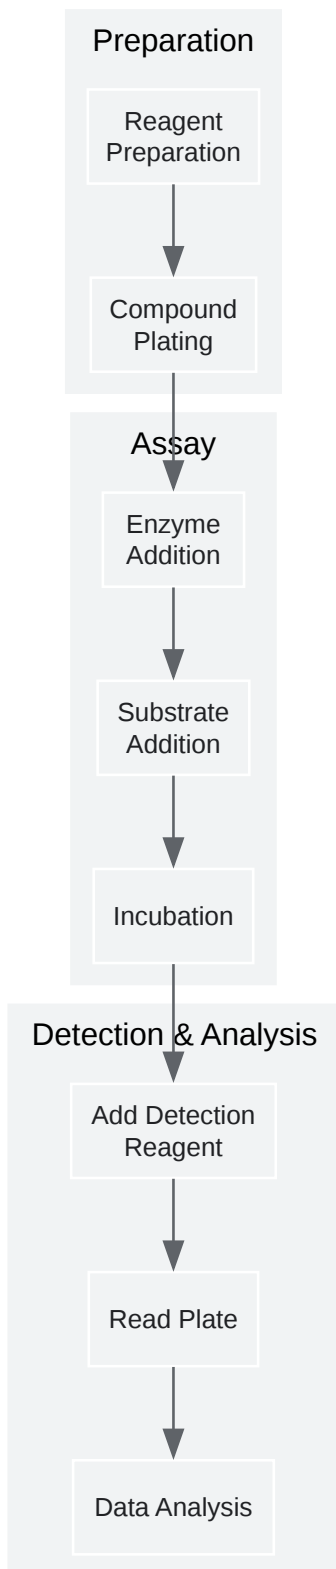 Preparation
Reagent
Preparation
Compound
Plating
Assay
Enzyme
Addition
Substrate
Addition
Incubation
Detection & Analysis
Add Detection
Reagent
Read Plate
Data Analysis